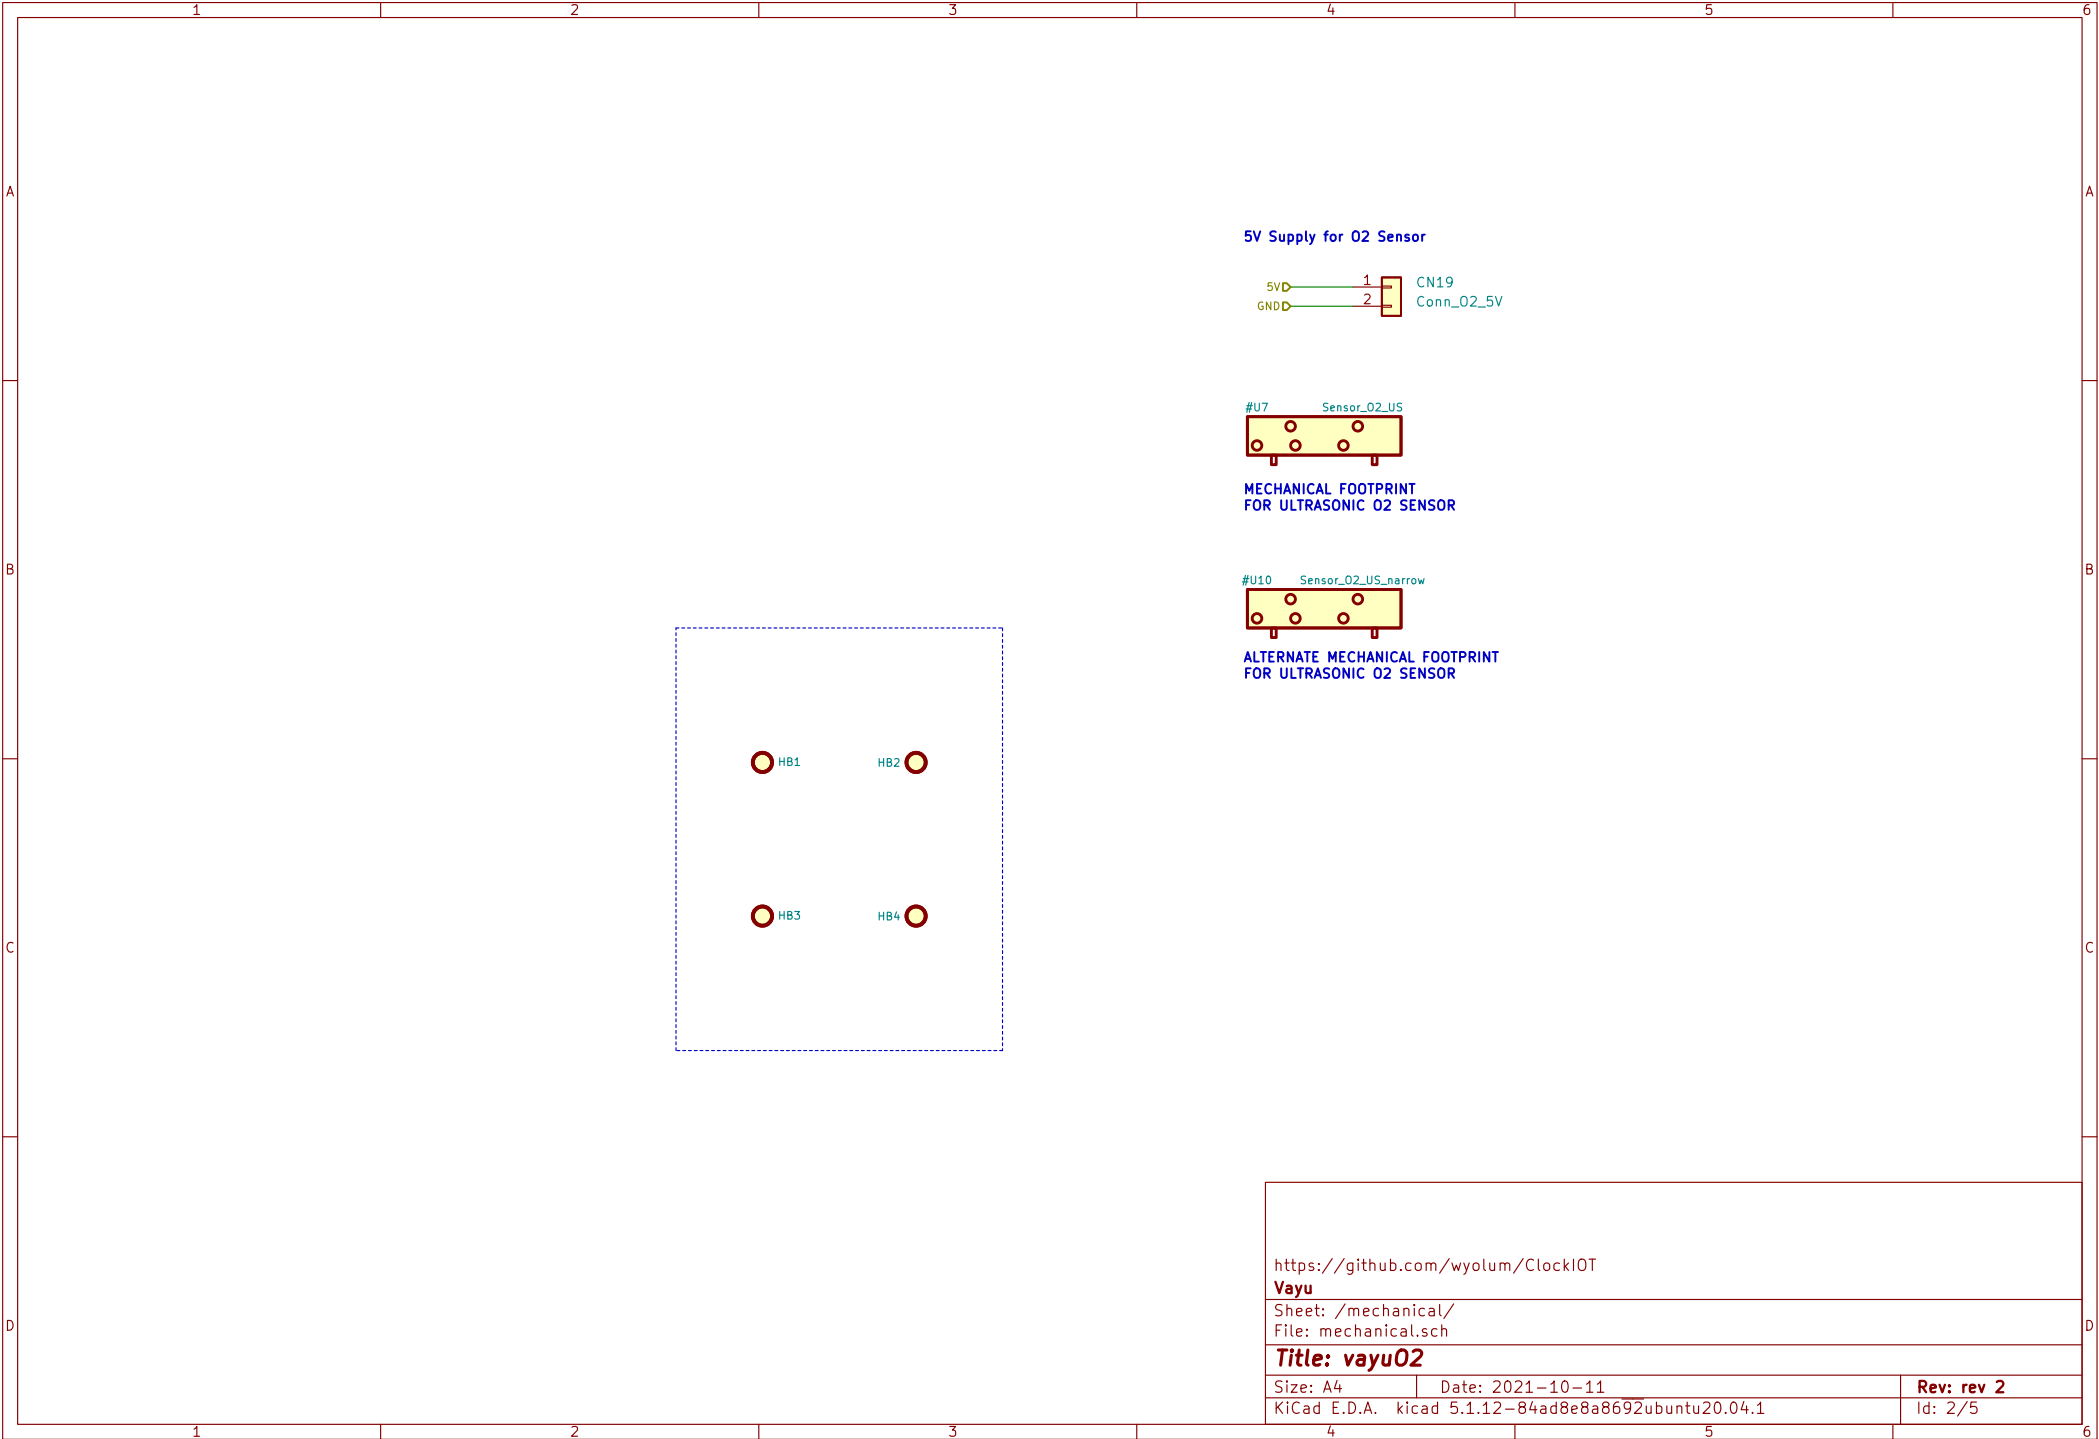 1 2 3 4 5 6
A A
5V Supply for O2 Sensor
5V 1 CN19
GND 2 Conn_O2_5V
#U7 Sensor_O2_US
MECHANICAL FOOTPRINT
FOR ULTRASONIC O2 SENSOR
B B
#U10 Sensor_O2_US_narrow
ALTERNATE MECHANICAL FOOTPRINT
FOR ULTRASONIC O2 SENSOR
HB1 HB2
HB3 HB4
C C
https://github.com/wyolum/ClockIOT
Vayu
Sheet: /mechanical/
D D
File: mechanical.sch
Title: vayuO2
Size: A4 Date: 2021-10-11 Rev: rev 2
KiCad E.D.A. kicad 5.1.12-84ad8e8a8692ubuntu20.04.1 Id: 2/5
1 2 3 4 5 6